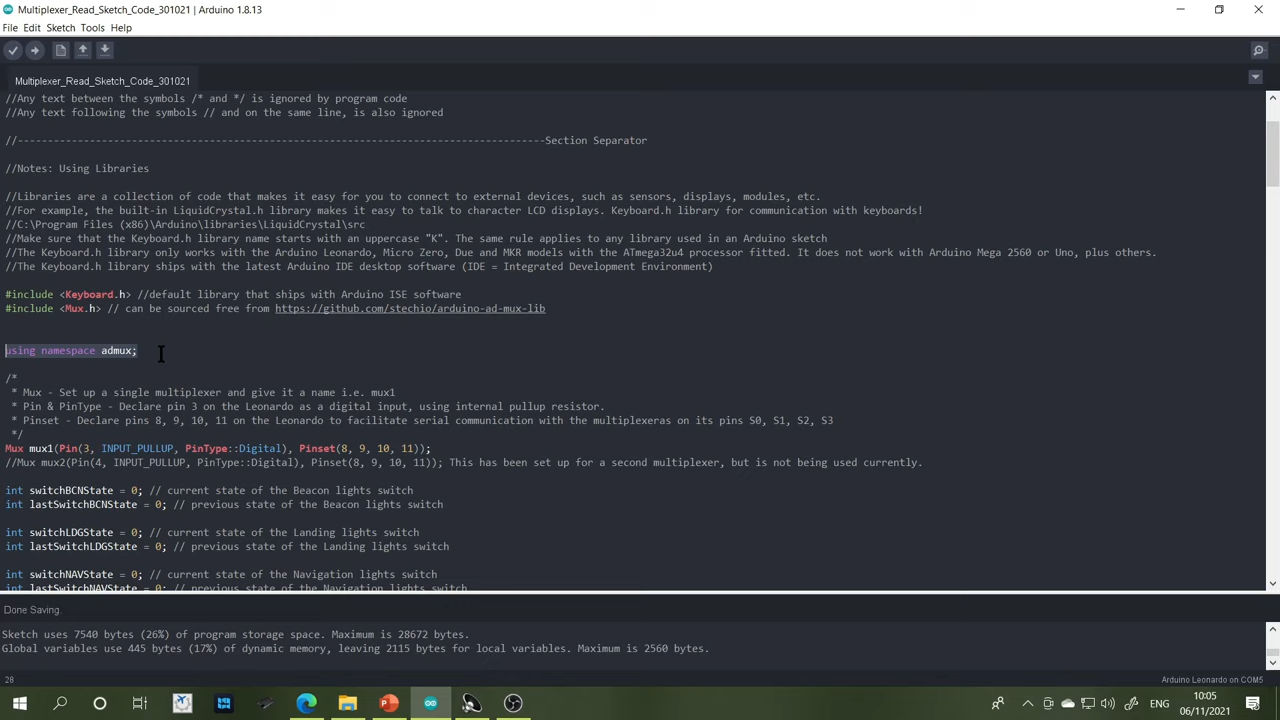 Multiplexer_Read_Sketch_Code_301021 | Arduino 1.8.13
File Edit Sketch Tools Help
Multiplexer_Read_Sketch_Code_301021
//Any text between the symbols /* and */ is ignored by program code
//Any text following the symbols // and on the same line, is also ignored
//----------------------------------------------------------------------------------------Section Separator
//Notes: Using Libraries
//Libraries are a collection of code that makes it easy for you to connect to external devices, such as sensors, displays, modules, etc.
//For example, the built-in LiquidCrystal.h library makes it easy to talk to character LCD displays. Keyboard.h library for communication with keyboards!
//C:\Program Files (x86)\Arduino\libraries\LiquidCrystal\src
//Make sure that the Keyboard.h library name starts with an uppercase "K". The same rule applies to any library used in an Arduino sketch
//The Keyboard.h library only works with the Arduino Leonardo, Micro Zero, Due and MKR models with the ATmega32u4 processor fitted. It does not work with Arduino Mega 2560 or Uno, plus others.
//The Keyboard.h library ships with the latest Arduino IDE desktop software (IDE = Integrated Development Environment)
#include <Keyboard.h> //default library that ships with Arduino ISE software
#include <Mux.h> // can be sourced free from https://github.com/stechio/arduino-ad-mux-lib
using namespace admux;
/*
* Mux - Set up a single multiplexer and give it a name i.e. mux1
* Pin & PinType - Declare pin 3 on the Leonardo as a digital input, using internal pullup resistor.
* Pinset - Declare pins 8, 9, 10, 11 on the Leonardo to facilitate serial communication with the multiplexeras on its pins S0, S1, S2, S3
*/
Mux mux1(Pin(3, INPUT_PULLUP, PinType::Digital), Pinset(8, 9, 10, 11));
//Mux mux2(Pin(4, INPUT_PULLUP, PinType::Digital), Pinset(8, 9, 10, 11)); This has been set up for a second multiplexer, but is not being used currently.
int switchBCNState = 0; // current state of the Beacon lights switch
int lastSwitchBCNState = 0; // previous state of the Beacon lights switch
int switchLDGState = 0; // current state of the Landing lights switch
int lastSwitchLDGState = 0; // previous state of the Landing lights switch
int switchNAVState = 0; // current state of the Navigation lights switch
int lastSwitchNAVState = 0; // previous state of the Navigation lights switch
Done Saving.
Sketch uses 7540 bytes (26%) of program storage space. Maximum is 28672 bytes.
Global variables use 445 bytes (17%) of dynamic memory, leaving 2115 bytes for local variables. Maximum is 2560 bytes.
28
Arduino Leonardo on COM5
ENG
10:05
06/11/2021